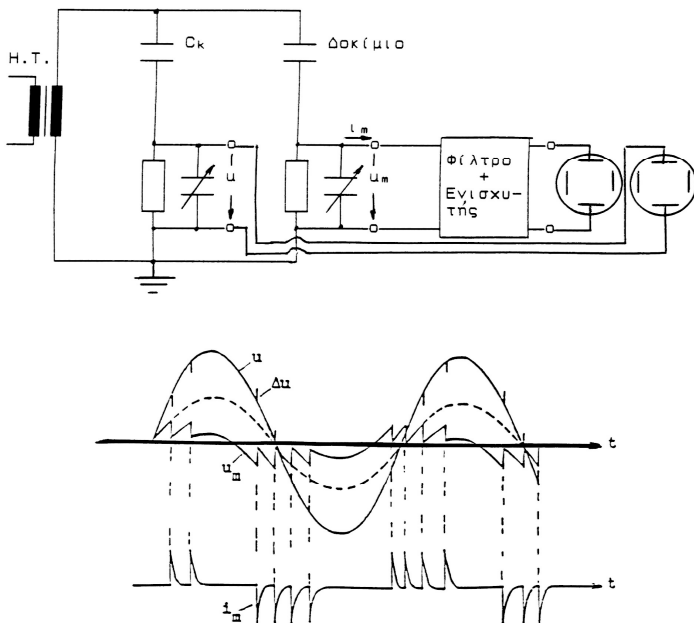 H.T.
Cₖ
Δοκίμιο
u
iₘ
uₘ
Φίλτρο
+
Ενισχυ-
τής
u
Δu
t
uₘ
t
iₘ